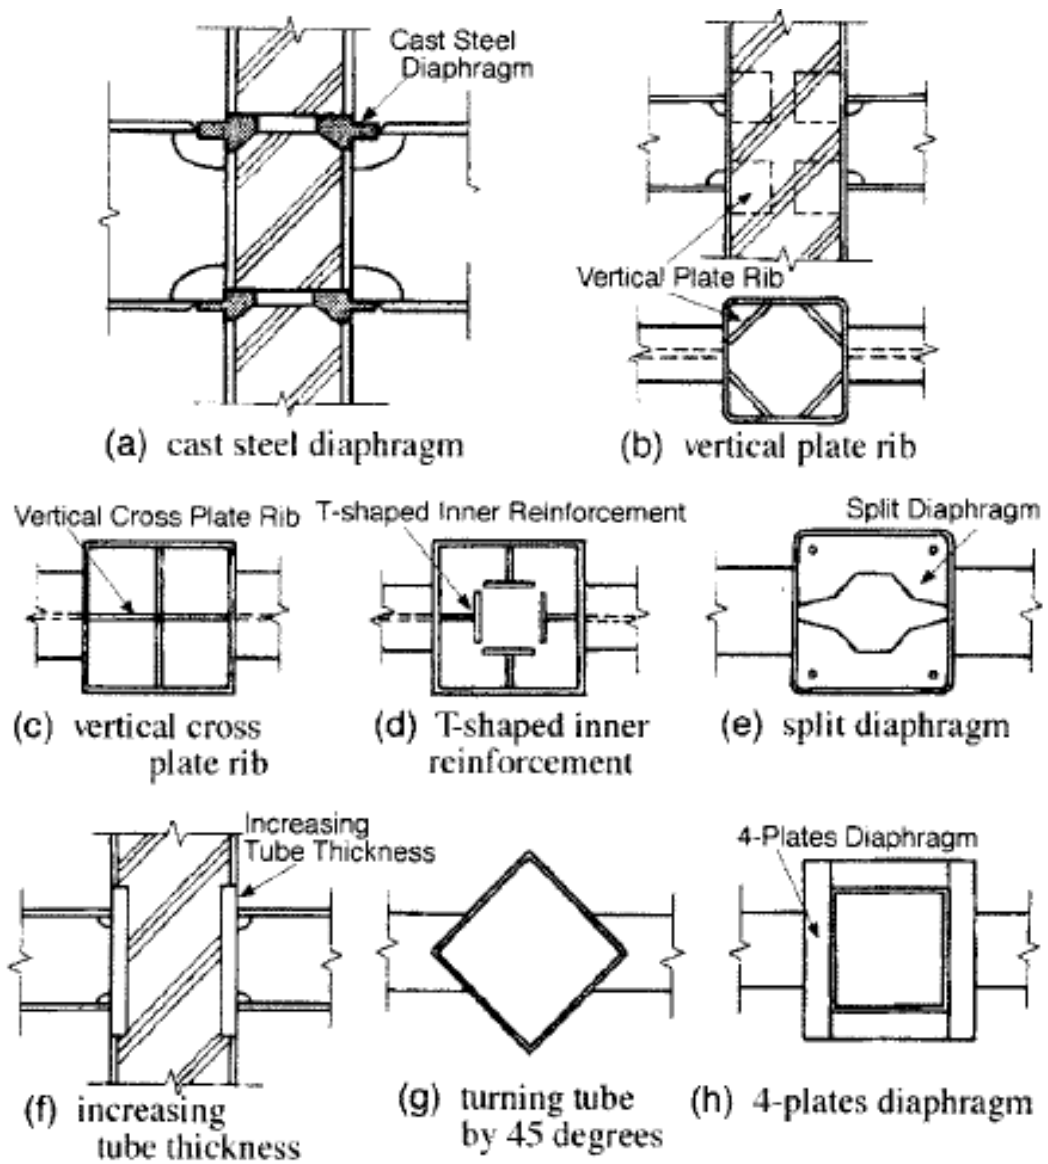 Cast Steel
Diaphragm
Vertical Plate Rib
(a) cast steel diaphragm
(b) vertical plate rib
Vertical Cross Plate Rib
T-shaped Inner Reinforcement
Split Diaphragm
(c) vertical cross
plate rib
(d) T-shaped inner
reinforcement
(e) split diaphragm
Increasing
Tube Thickness
4-Plates Diaphragm
(f) increasing
tube thickness
(g) turning tube
by 45 degrees
(h) 4-plates diaphragm